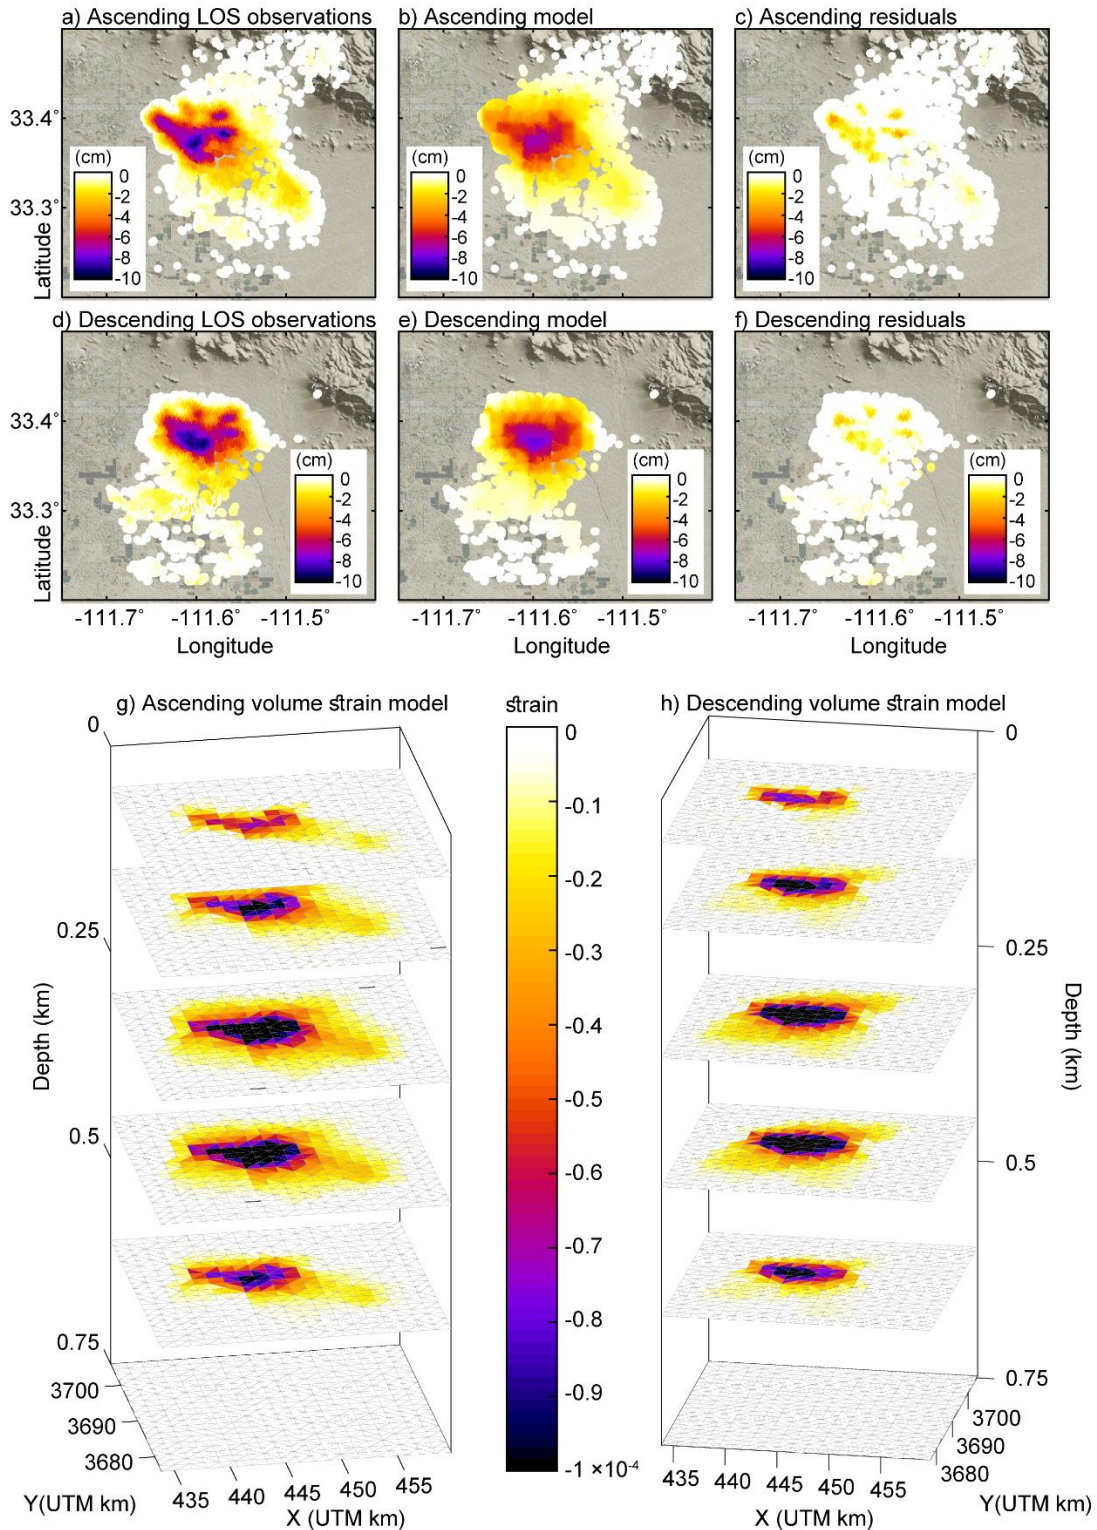 a) Ascending LOS observations
b) Ascending model
c) Ascending residuals
33.4°
33.3°
Latitude
(cm)
0
-2
-4
-6
-8
-10
(cm)
0
-2
-4
-6
-8
-10
(cm)
0
-2
-4
-6
-8
-10
d) Descending LOS observations
e) Descending model
f) Descending residuals
33.4°
33.3°
Latitude
(cm)
0
-2
-4
-6
-8
-10
(cm)
0
-2
-4
-6
-8
-10
(cm)
0
-2
-4
-6
-8
-10
-111.7° -111.6° -111.5°
-111.7° -111.6° -111.5°
-111.7° -111.6° -111.5°
Longitude
Longitude
Longitude
g) Ascending volume strain model
strain
h) Descending volume strain model
0
0.25
0.5
0.75
Depth (km)
3700
3690
3680
Y(UTM km)
435 440 445 450 455
X (UTM km)
0
-0.1
-0.2
-0.3
-0.4
-0.5
-0.6
-0.7
-0.8
-0.9
-1 ×10-4
0
0.25
0.5
0.75
Depth (km)
3700
3690
3680
Y(UTM km)
435 440 445 450 455
X (UTM km)